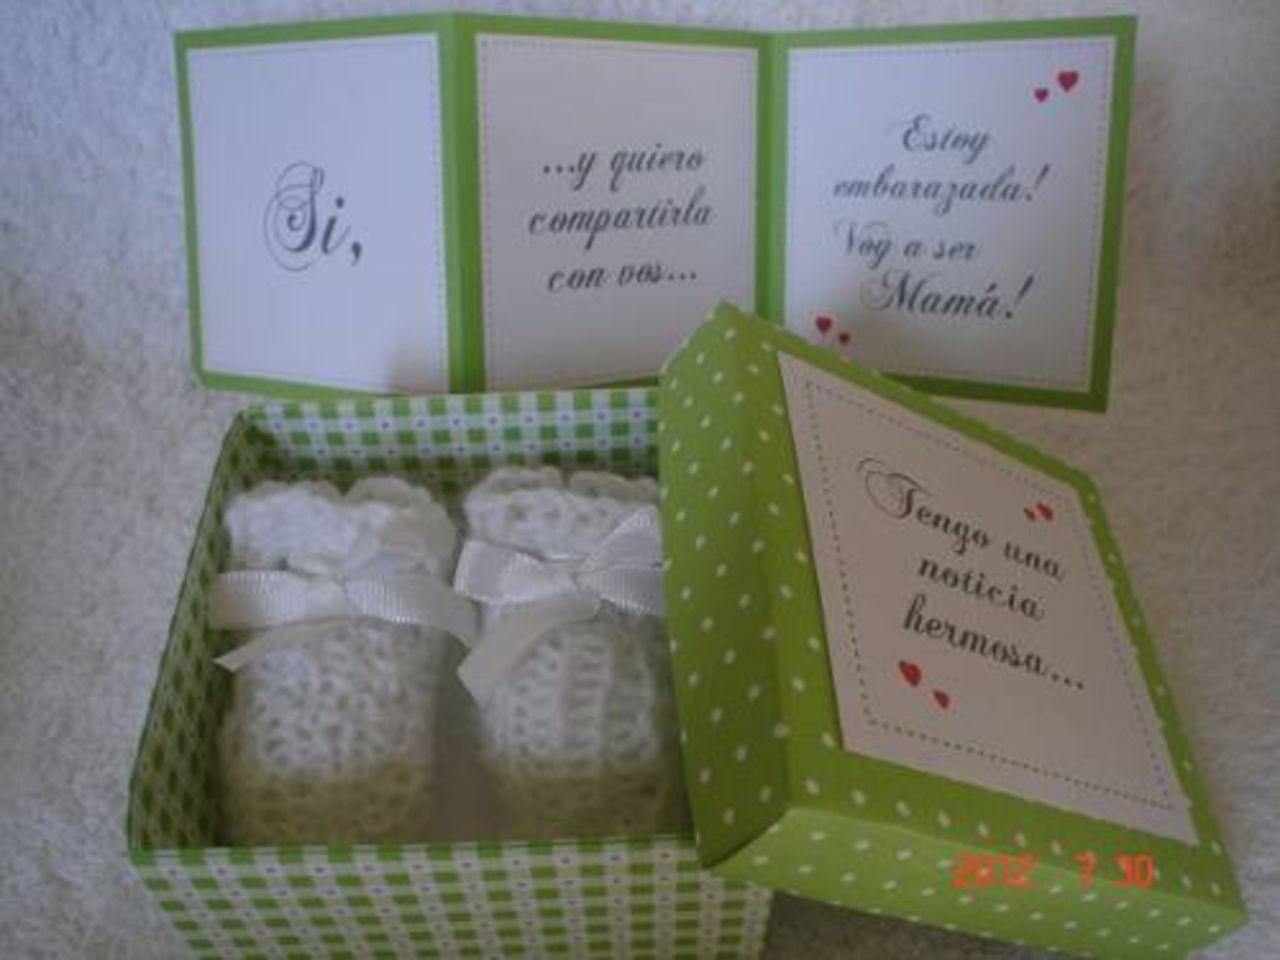 Si,
...y quiero
compartirla
con vos...
Estoy
embarazada!
Voy a ser
Mamá!
Tengo una
noticia
hermosa...
2012 7 30